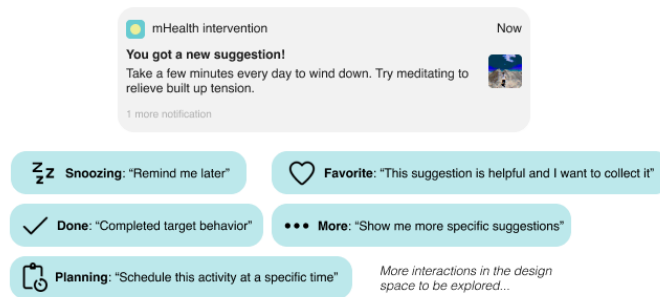 mHealth intervention Now
You got a new suggestion!
Take a few minutes every day to wind down. Try meditating to
relieve built up tension.
1 more notification
Snoozing: “Remind me later”
Favorite: “This suggestion is helpful and I want to collect it”
Done: “Completed target behavior”
More: “Show me more specific suggestions”
Planning: “Schedule this activity at a specific time”
More interactions in the design
space to be explored...